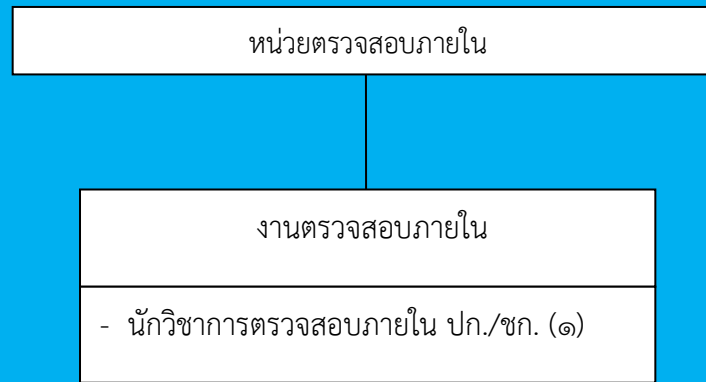 หน่วยตรวจสอบภายใน
งานตรวจสอบภายใน
- นักวิชาการตรวจสอบภายใน ปก./ชก. (๑)